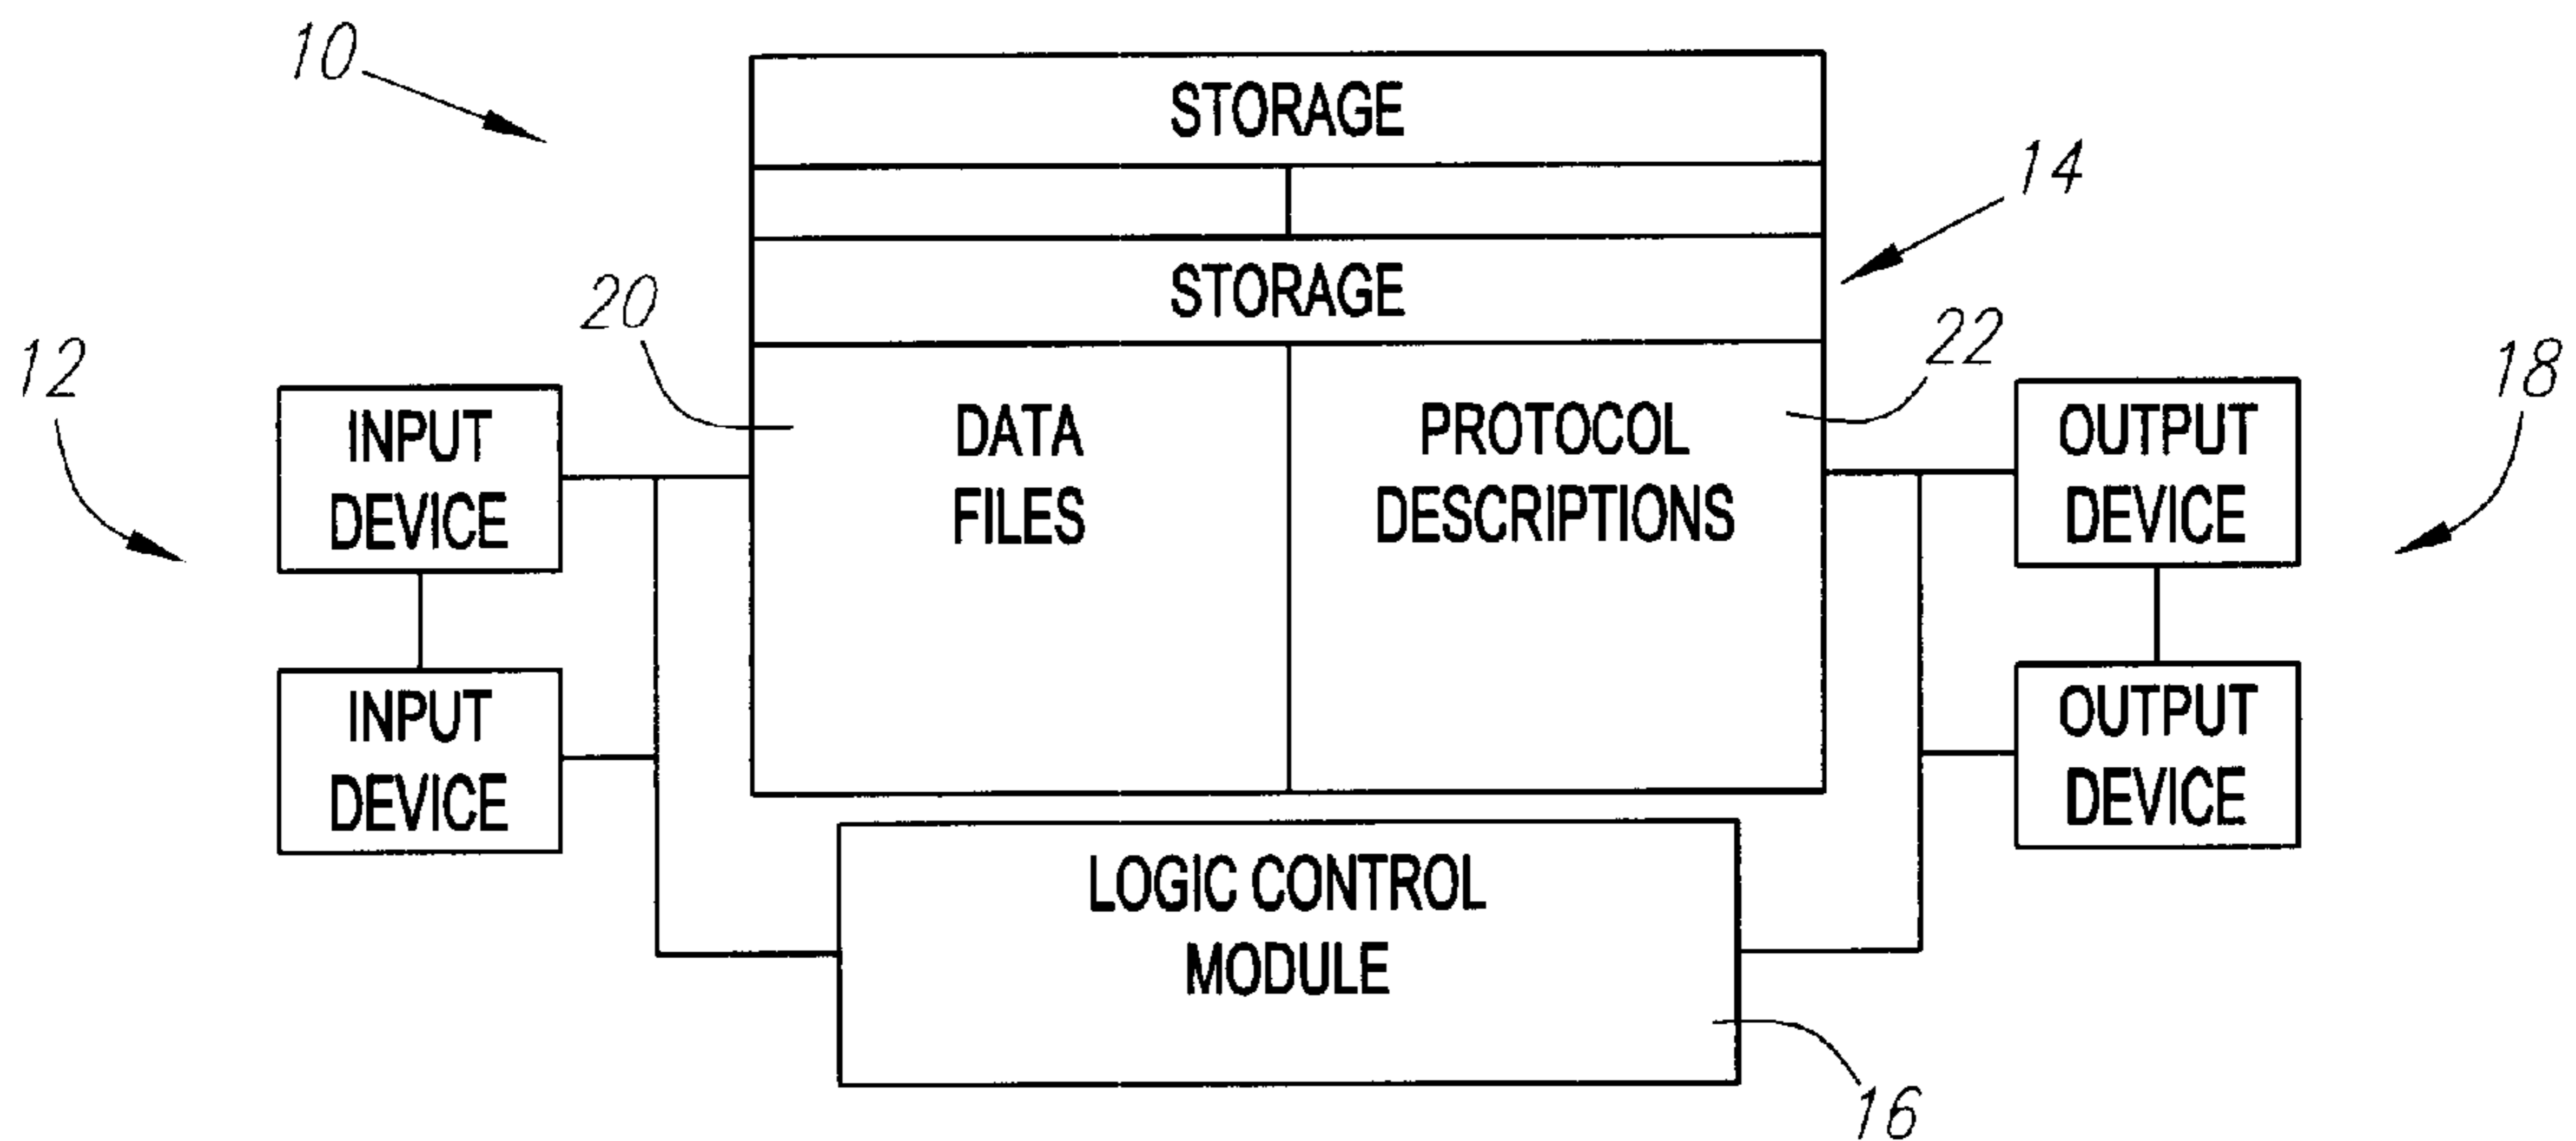 10
STORAGE
14
STORAGE
20
22
12
18
INPUT
DEVICE
DATA
FILES
PROTOCOL
DESCRIPTIONS
OUTPUT
DEVICE
INPUT
DEVICE
OUTPUT
DEVICE
LOGIC CONTROL
MODULE
16